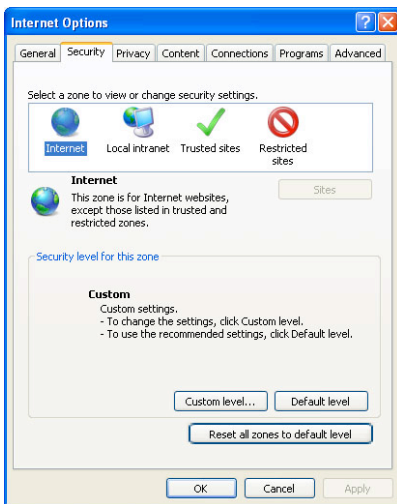 Internet Options
General Security Privacy Content Connections Programs Advanced
Select a zone to view or change security settings.
Internet Local intranet Trusted sites Restricted
sites
Internet
Sites
This zone is for Internet websites,
except those listed in trusted and
restricted zones.
Security level for this zone
Custom
Custom settings.
- To change the settings, click Custom level.
- To use the recommended settings, click Default level.
Custom level... Default level
Reset all zones to default level
OK Cancel Apply